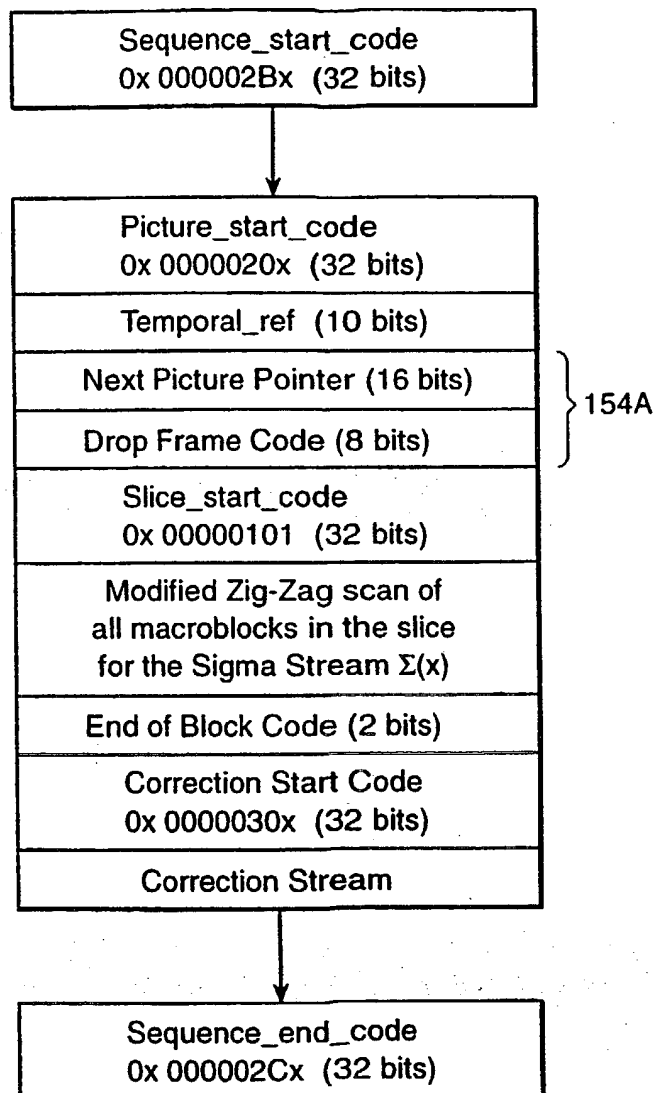 Sequence_start_code
0x 000002Bx (32 bits)
Picture_start_code
0x 0000020x (32 bits)
Temporal_ref (10 bits)
Next Picture Pointer (16 bits)
154A
Drop Frame Code (8 bits)
Slice_start_code
0x 00000101 (32 bits)
Modified Zig-Zag scan of
all macroblocks in the slice
for the Sigma Stream Σ(x)
End of Block Code (2 bits)
Correction Start Code
0x 0000030x (32 bits)
Correction Stream
Sequence_end_code
0x 000002Cx (32 bits)